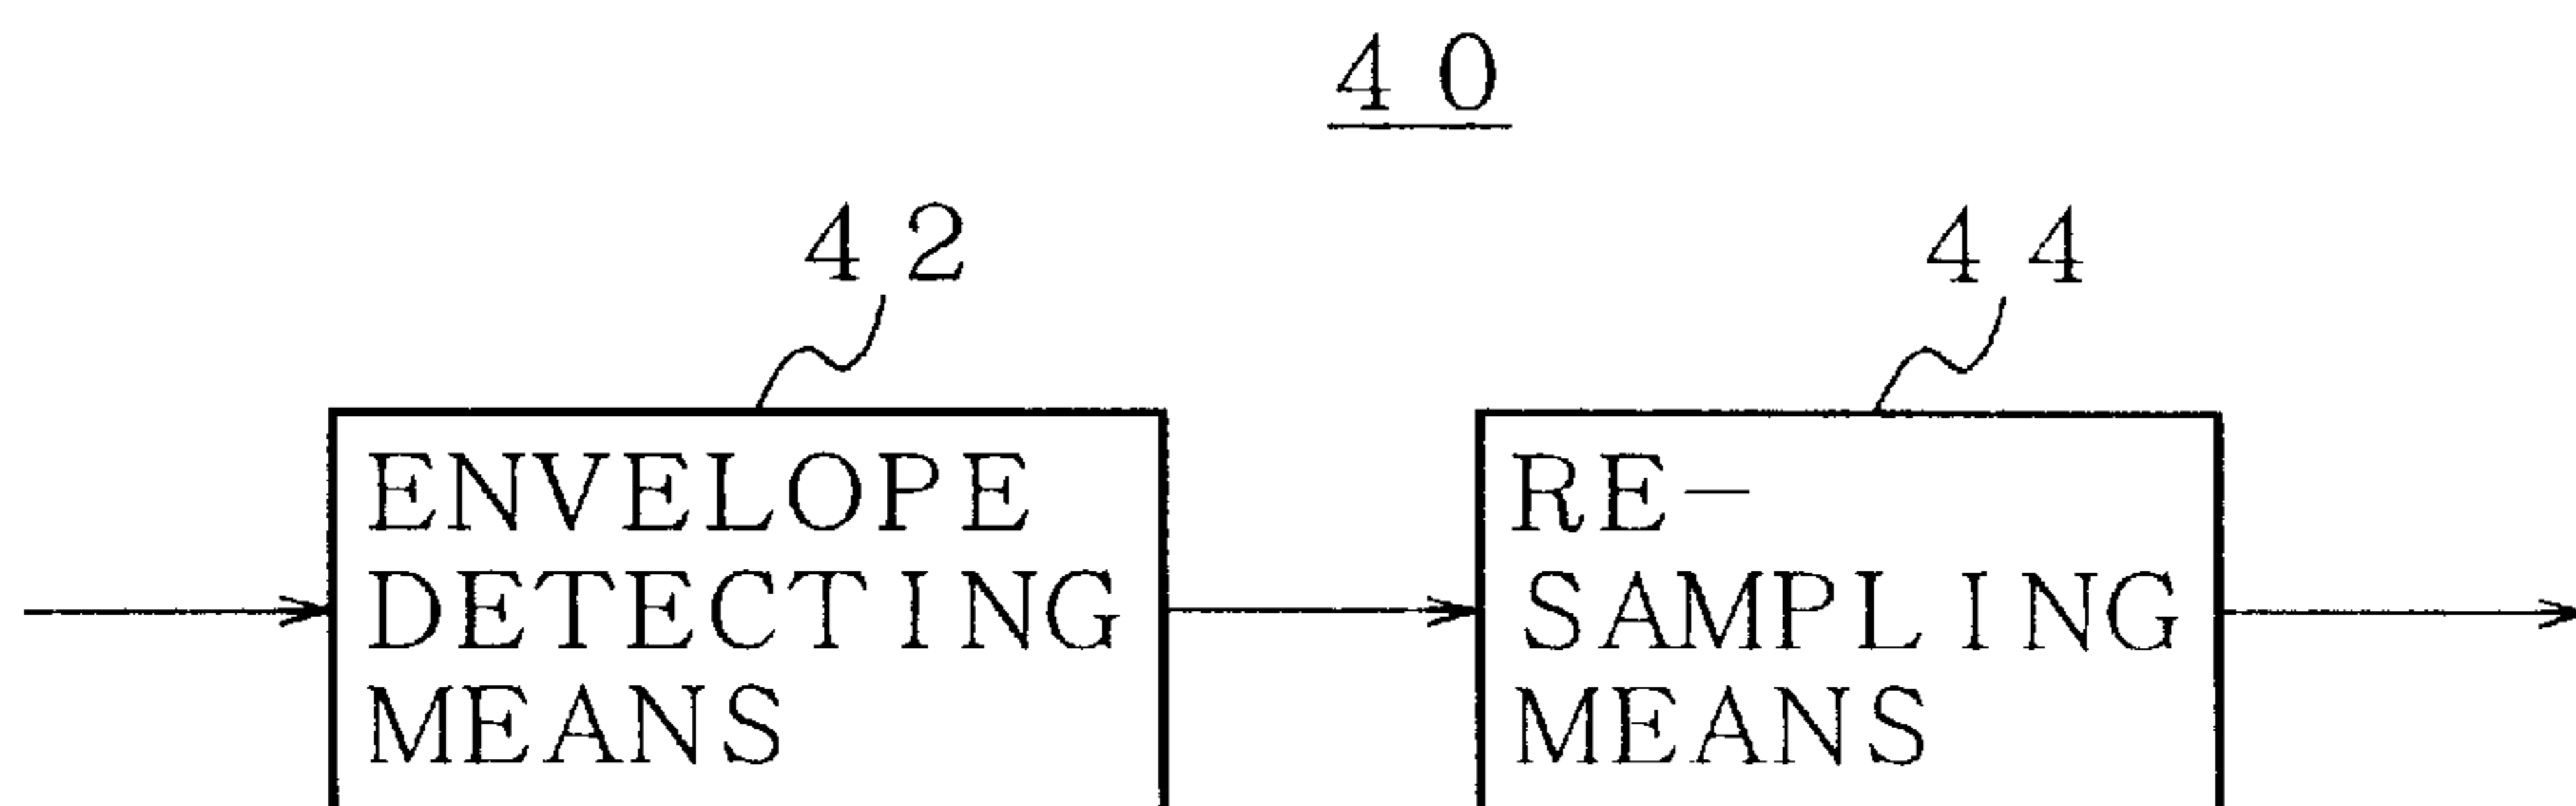 40
42
44
ENVELOPE
DETECTING
MEANS
RE-
SAMPLING
MEANS